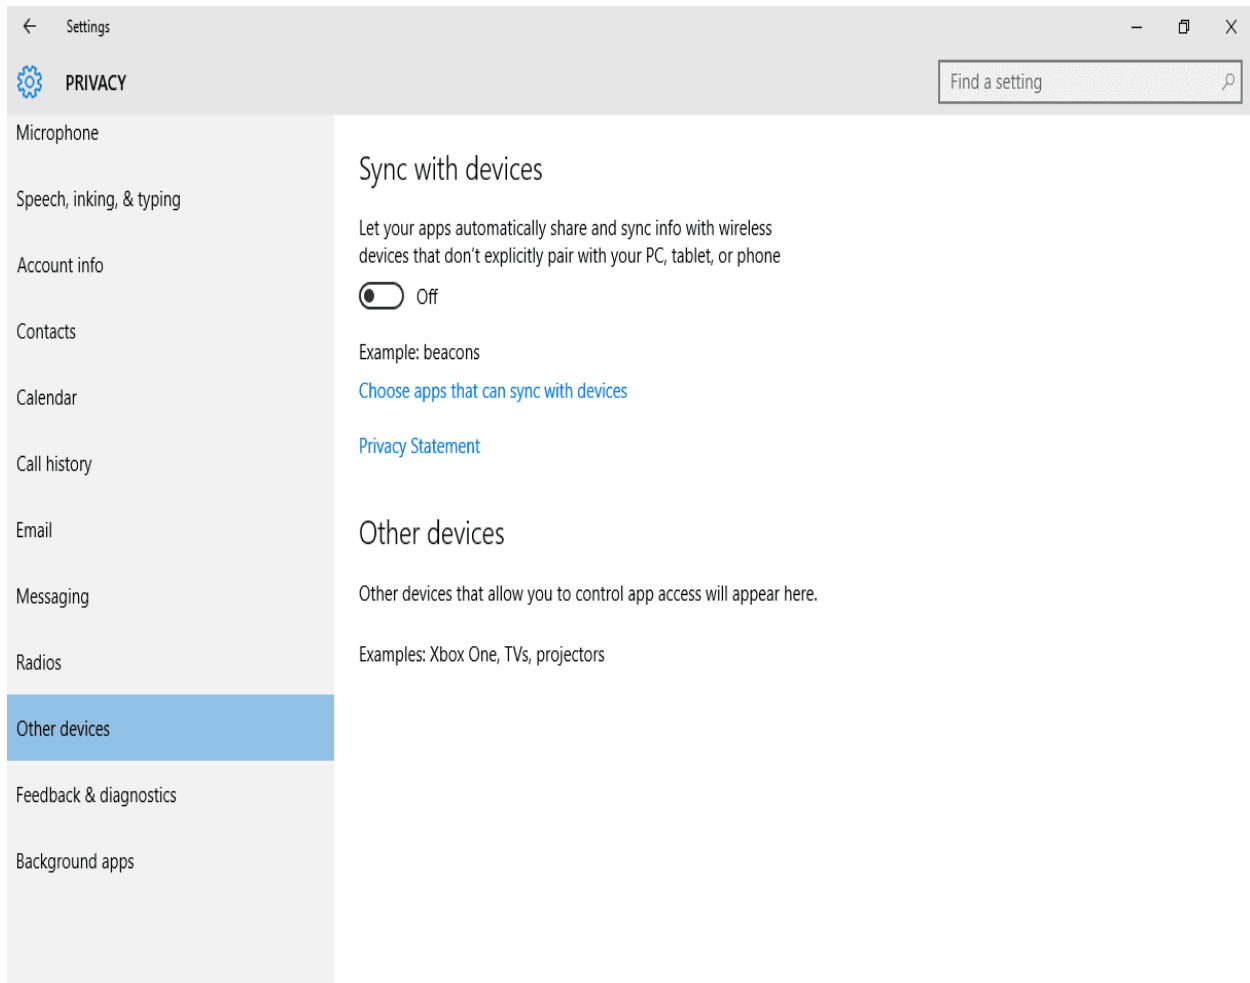 Settings
PRIVACY
Find a setting
Microphone
Speech, inking, & typing
Account info
Contacts
Calendar
Call history
Email
Messaging
Radios
Other devices
Feedback & diagnostics
Background apps
Sync with devices
Let your apps automatically share and sync info with wireless
devices that don’t explicitly pair with your PC, tablet, or phone
Off
Example: beacons
Choose apps that can sync with devices
Privacy Statement
Other devices
Other devices that allow you to control app access will appear here.
Examples: Xbox One, TVs, projectors